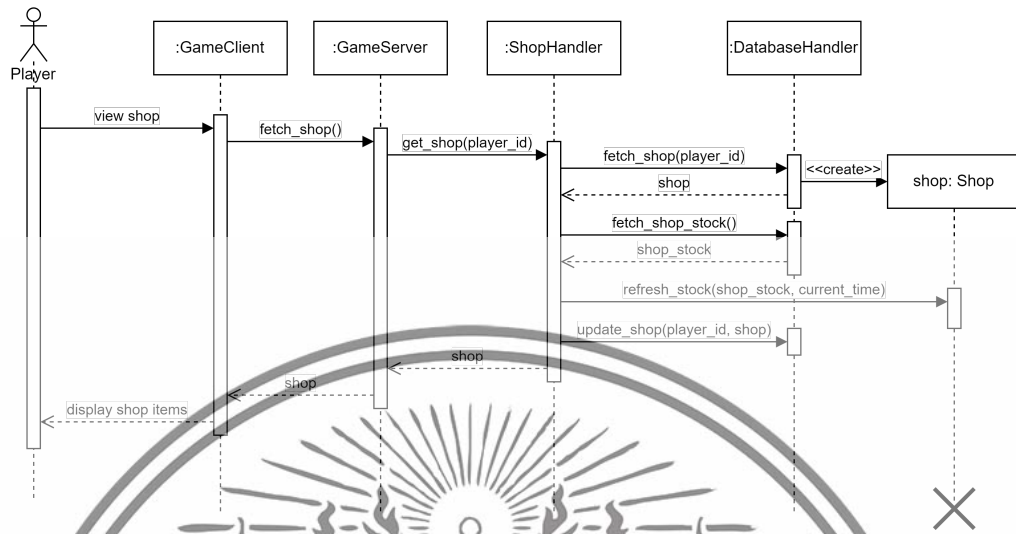 Player
:GameClient
:GameServer
:ShopHandler
:DatabaseHandler
view shop
fetch_shop()
get_shop(player_id)
fetch_shop(player_id)
<<create>>
shop: Shop
shop
fetch_shop_stock()
shop_stock
refresh_stock(shop_stock, current_time)
update_shop(player_id, shop)
shop
shop
display shop items